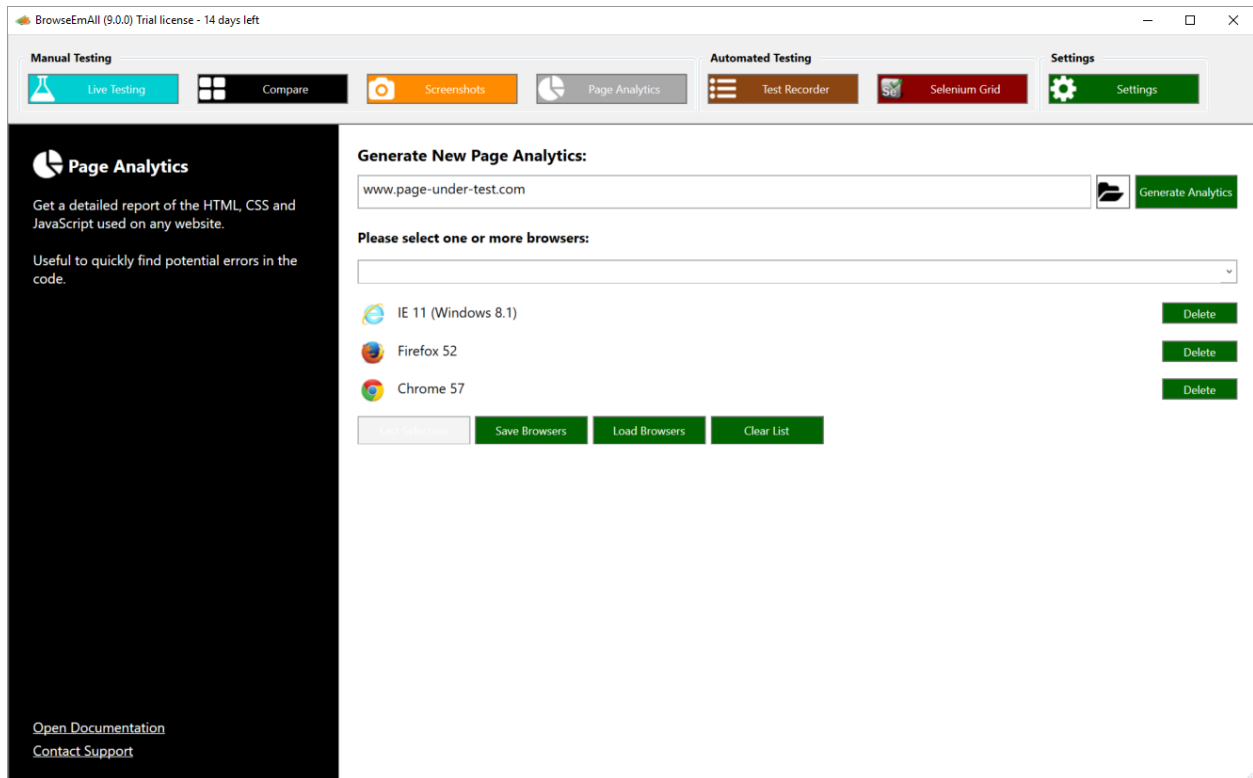 BrowseEmAll (9.0.0) Trial license - 14 days left
Manual Testing
Automated Testing
Settings
Live Testing
Compare
Screenshots
Page Analytics
Test Recorder
Se
Selenium Grid
Settings
Page Analytics
Get a detailed report of the HTML, CSS and
JavaScript used on any website.
Useful to quickly find potential errors in the
code.
Open Documentation
Contact Support
Generate New Page Analytics:
www.page-under-test.com
Generate Analytics
Please select one or more browsers:
IE 11 (Windows 8.1)
Delete
Firefox 52
Delete
Chrome 57
Delete
Last Selection
Save Browsers
Load Browsers
Clear List